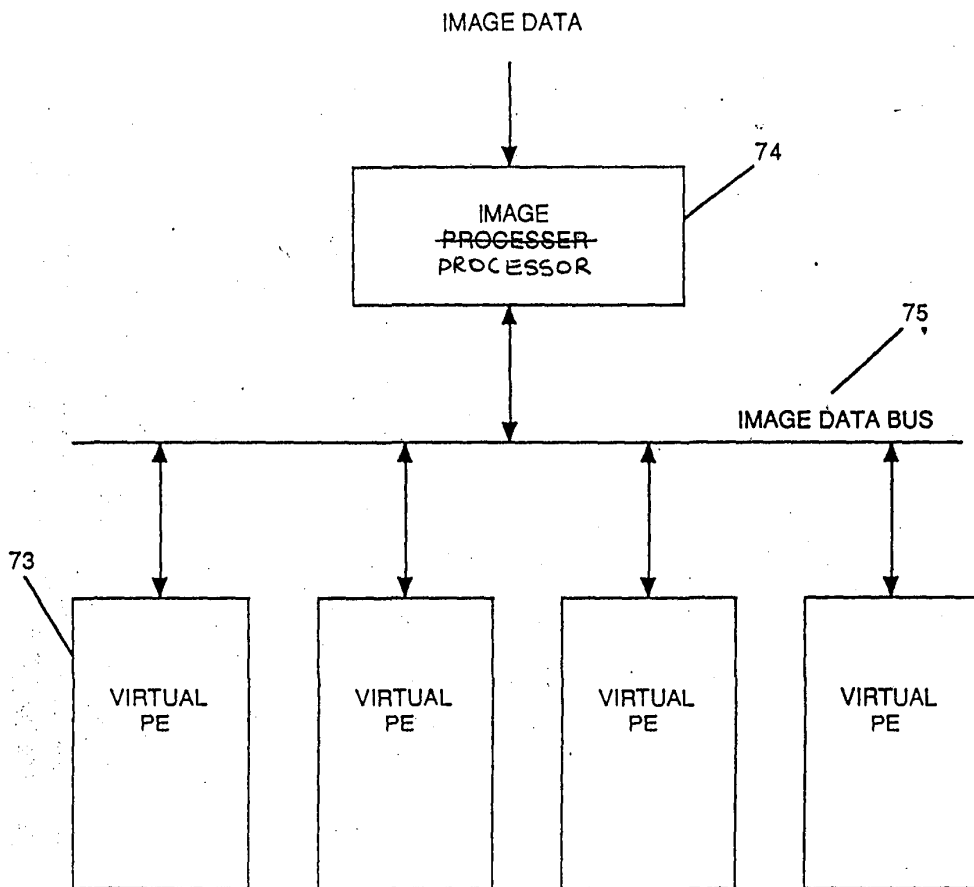 IMAGE DATA
74
IMAGE
PROCESSER
PROCESSOR
75
IMAGE DATA BUS
73
VIRTUAL
PE
VIRTUAL
PE
VIRTUAL
PE
VIRTUAL
PE